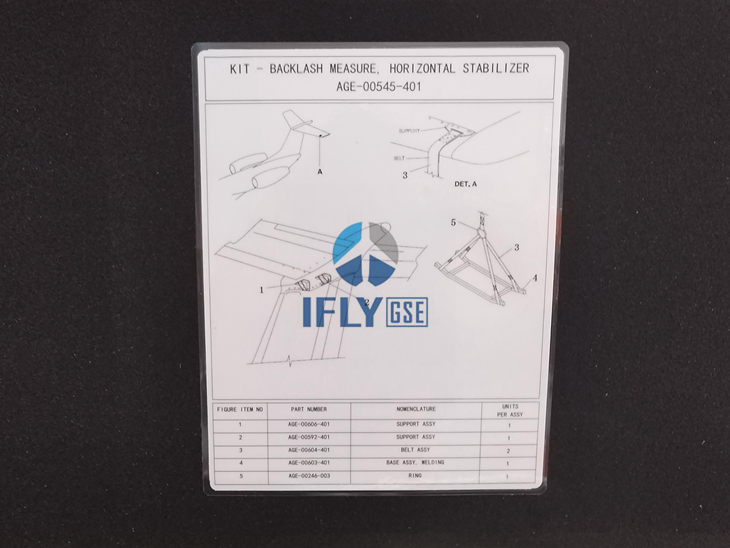 KIT - BACKLASH MEASURE, HORIZONTAL STABILIZER
AGE-00545-401
A
SUPPORT
BELT
3
DET. A
1
2
5
3
4
IFLY GSE
FIGURE ITEM NO PART NUMBER NOMENCLATURE UNITS PER ASSY
1 AGE-00606-401 SUPPORT ASSY 1
2 AGE-00592-401 SUPPORT ASSY 1
3 AGE-00604-401 BELT ASSY 2
4 AGE-00603-401 BASE ASSY, WELDING 1
5 AGE-00246-003 RING 1